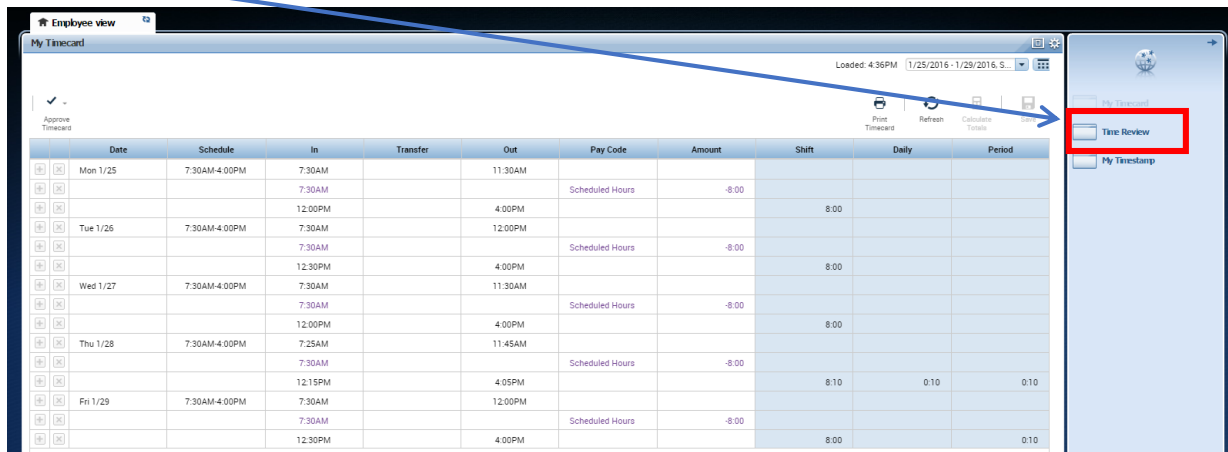 Employee view
My Timecard
Loaded: 4:36PM 1/25/2016 - 1/29/2016, S...
Approve Timecard
Print Timecard Refresh Calculate Totals Save
Date Schedule In Transfer Out Pay Code Amount Shift Daily Period
Mon 1/25 7:30AM-4:00PM 7:30AM 11:30AM
7:30AM Scheduled Hours -8:00
12:00PM 4:00PM 8:00
Tue 1/26 7:30AM-4:00PM 7:30AM 12:00PM
7:30AM Scheduled Hours -8:00
12:30PM 4:00PM 8:00
Wed 1/27 7:30AM-4:00PM 7:30AM 11:30AM
7:30AM Scheduled Hours -8:00
12:00PM 4:00PM 8:00
Thu 1/28 7:30AM-4:00PM 7:25AM 11:45AM
7:30AM Scheduled Hours -8:00
12:15PM 4:05PM 8:10 0:10 0:10
Fri 1/29 7:30AM-4:00PM 7:30AM 12:00PM
7:30AM Scheduled Hours -8:00
12:30PM 4:00PM 8:00 0:10
My Timecard
Time Review
My Timestamp